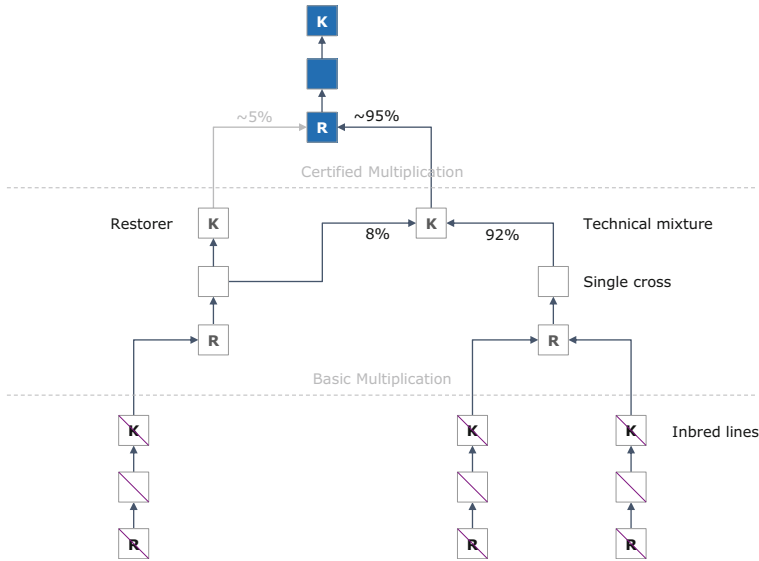 K
~5%
R
~95%
Certified Multiplication
Restorer
K
K
Technical mixture
8%
92%
Single cross
R
R
Basic Multiplication
K
K
K
Inbred lines
R
R
R